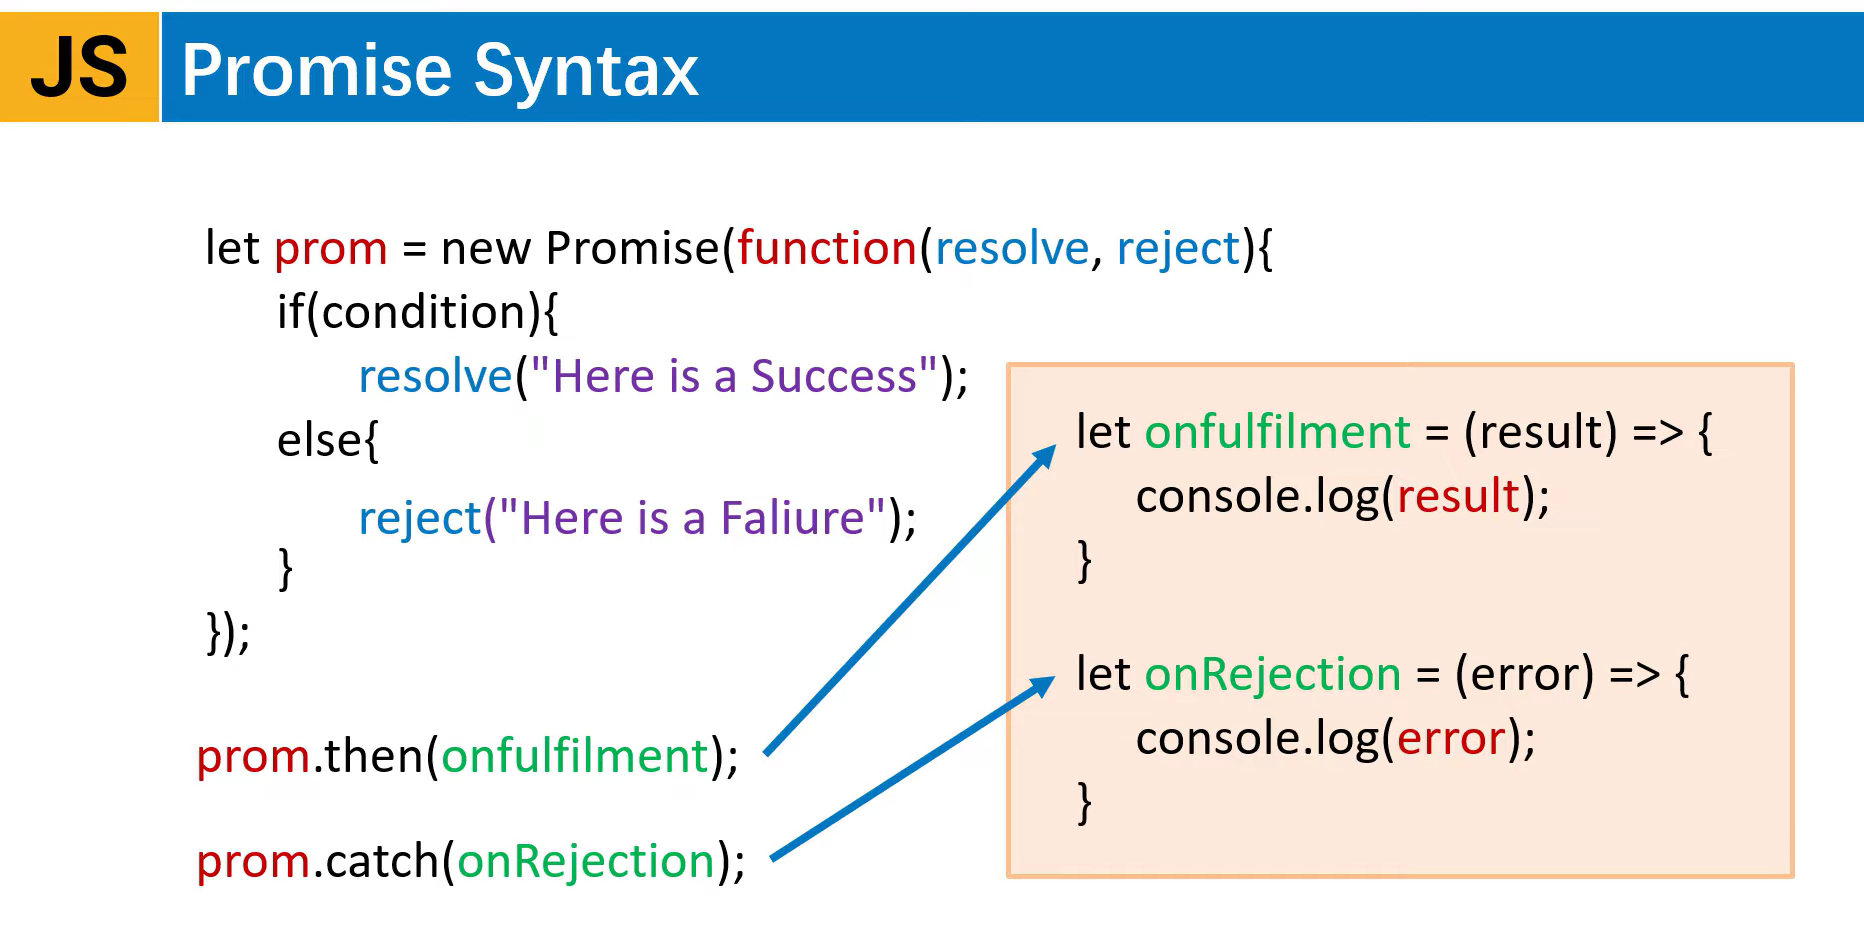 JS Promise Syntax
let prom = new Promise(function(resolve, reject){
if(condition){
resolve("Here is a Success");
else{
reject("Here is a Faliure");
}
});
prom.then(onfulfilment);
prom.catch(onRejection);
let onfulfilment = (result) => {
console.log(result);
}
let onRejection = (error) => {
console.log(error);
}